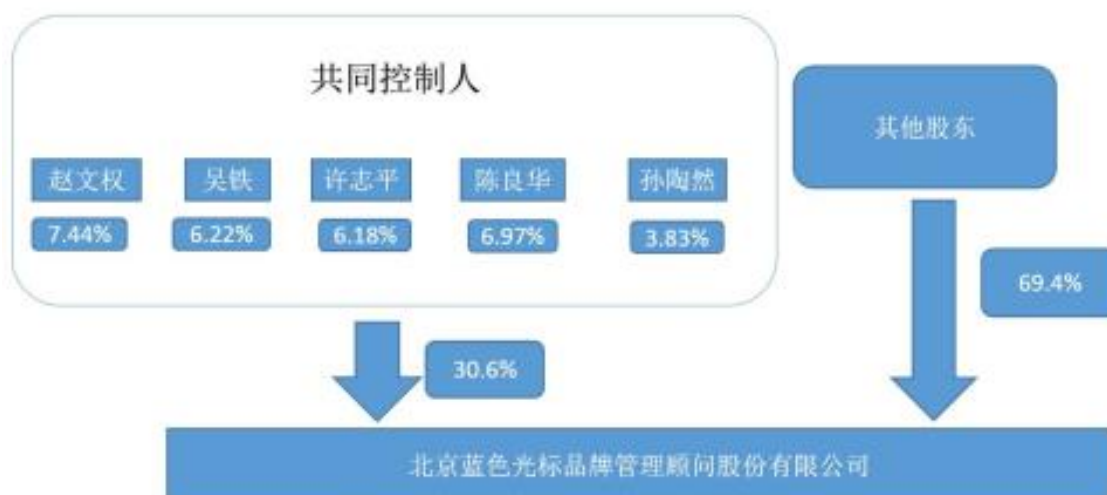 共同控制人
其他股东
赵文权 吴铁 许志平 陈良华 孙陶然
7.44% 6.22% 6.18% 6.97% 3.83%
69.4%
30.6%
北京蓝色光标品牌管理顾问股份有限公司